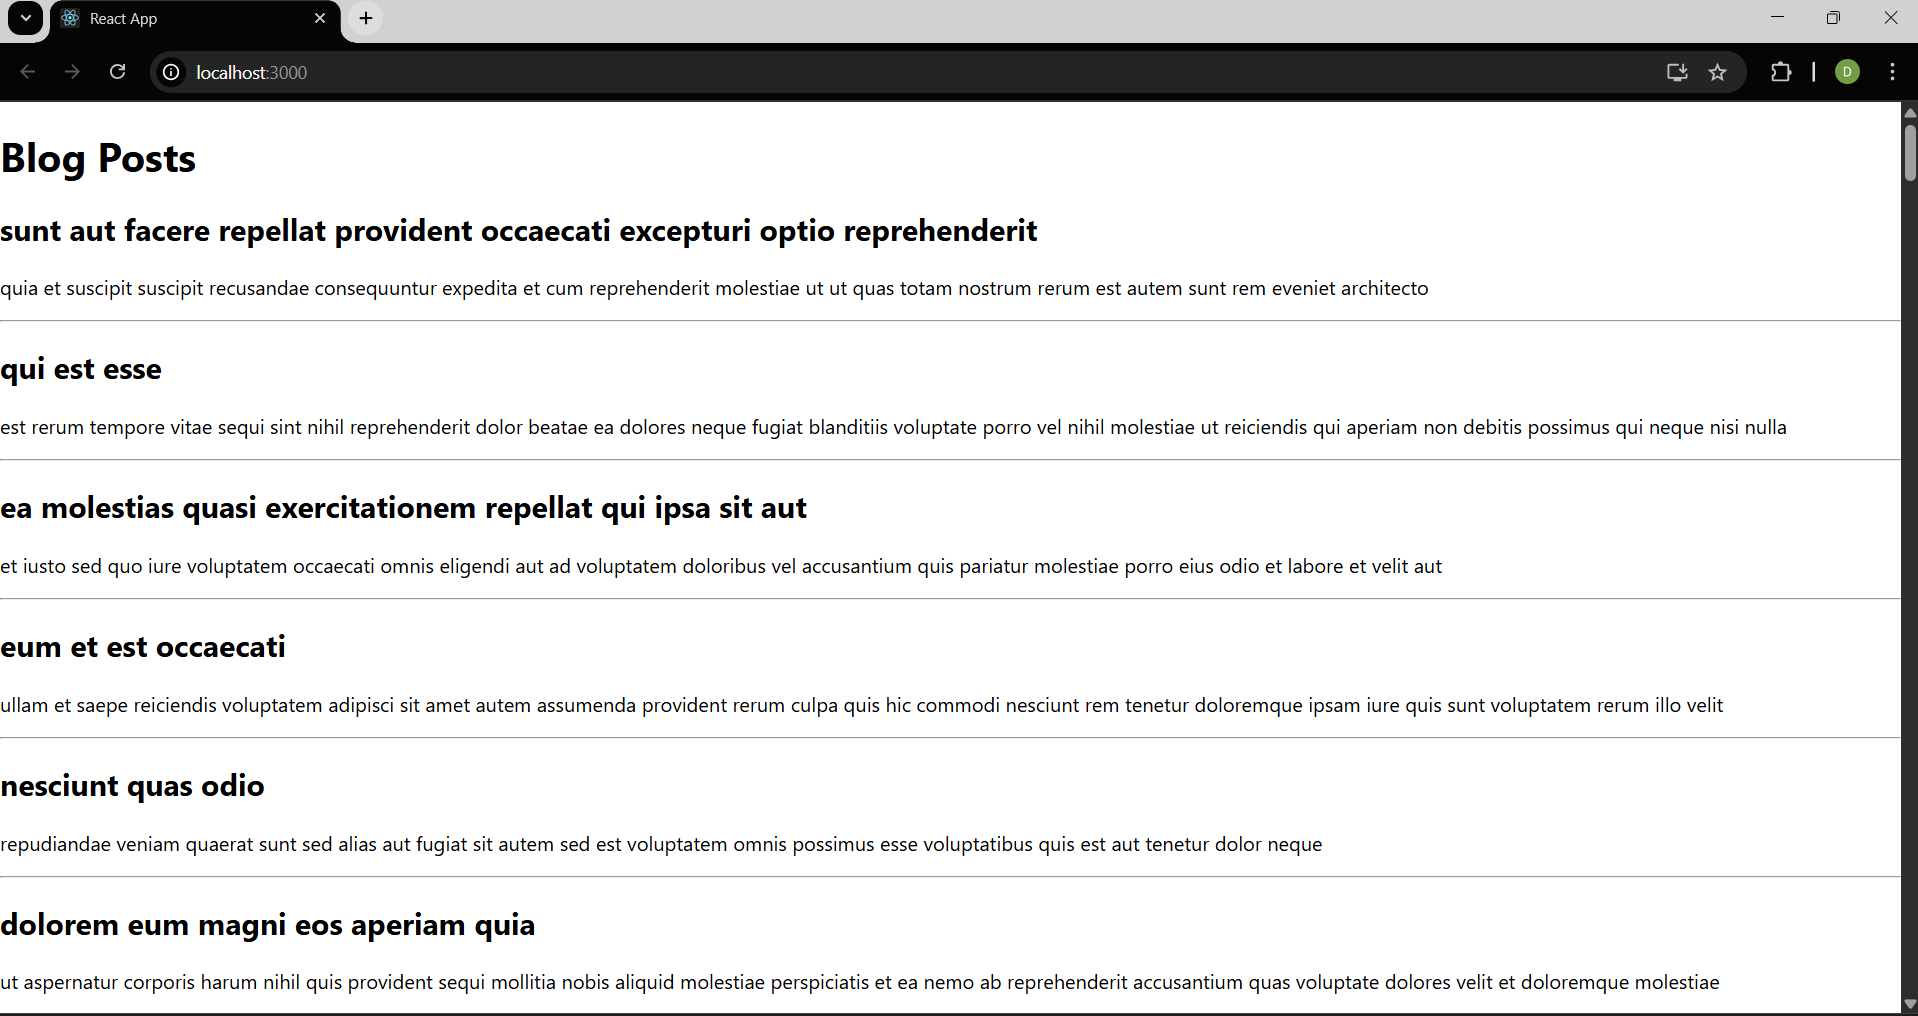 React App
localhost:3000
D
Blog Posts
sunt aut facere repellat provident occaecati excepturi optio reprehenderit
quia et suscipit suscipit recusandae consequuntur expedita et cum reprehenderit molestiae ut ut quas totam nostrum rerum est autem sunt rem eveniet architecto
qui est esse
est rerum tempore vitae sequi sint nihil reprehenderit dolor beatae ea dolores neque fugiat blanditiis voluptate porro vel nihil molestiae ut reiciendis qui aperiam non debitis possimus qui neque nisi nulla
ea molestias quasi exercitationem repellat qui ipsa sit aut
et iusto sed quo iure voluptatem occaecati omnis eligendi aut ad voluptatem doloribus vel accusantium quis pariatur molestiae porro eius odio et labore et velit aut
eum et est occaecati
ullam et saepe reiciendis voluptatem adipisci sit amet autem assumenda provident rerum culpa quis hic commodi nesciunt rem tenetur doloremque ipsam iure quis sunt voluptatem rerum illo velit
nesciunt quas odio
repudiandae veniam quaerat sunt sed alias aut fugiat sit autem sed est voluptatem omnis possimus esse voluptatibus quis est aut tenetur dolor neque
dolorem eum magni eos aperiam quia
ut aspernatur corporis harum nihil quis provident sequi mollitia nobis aliquid molestiae perspiciatis et ea nemo ab reprehenderit accusantium quas voluptate dolores velit et doloremque molestiae